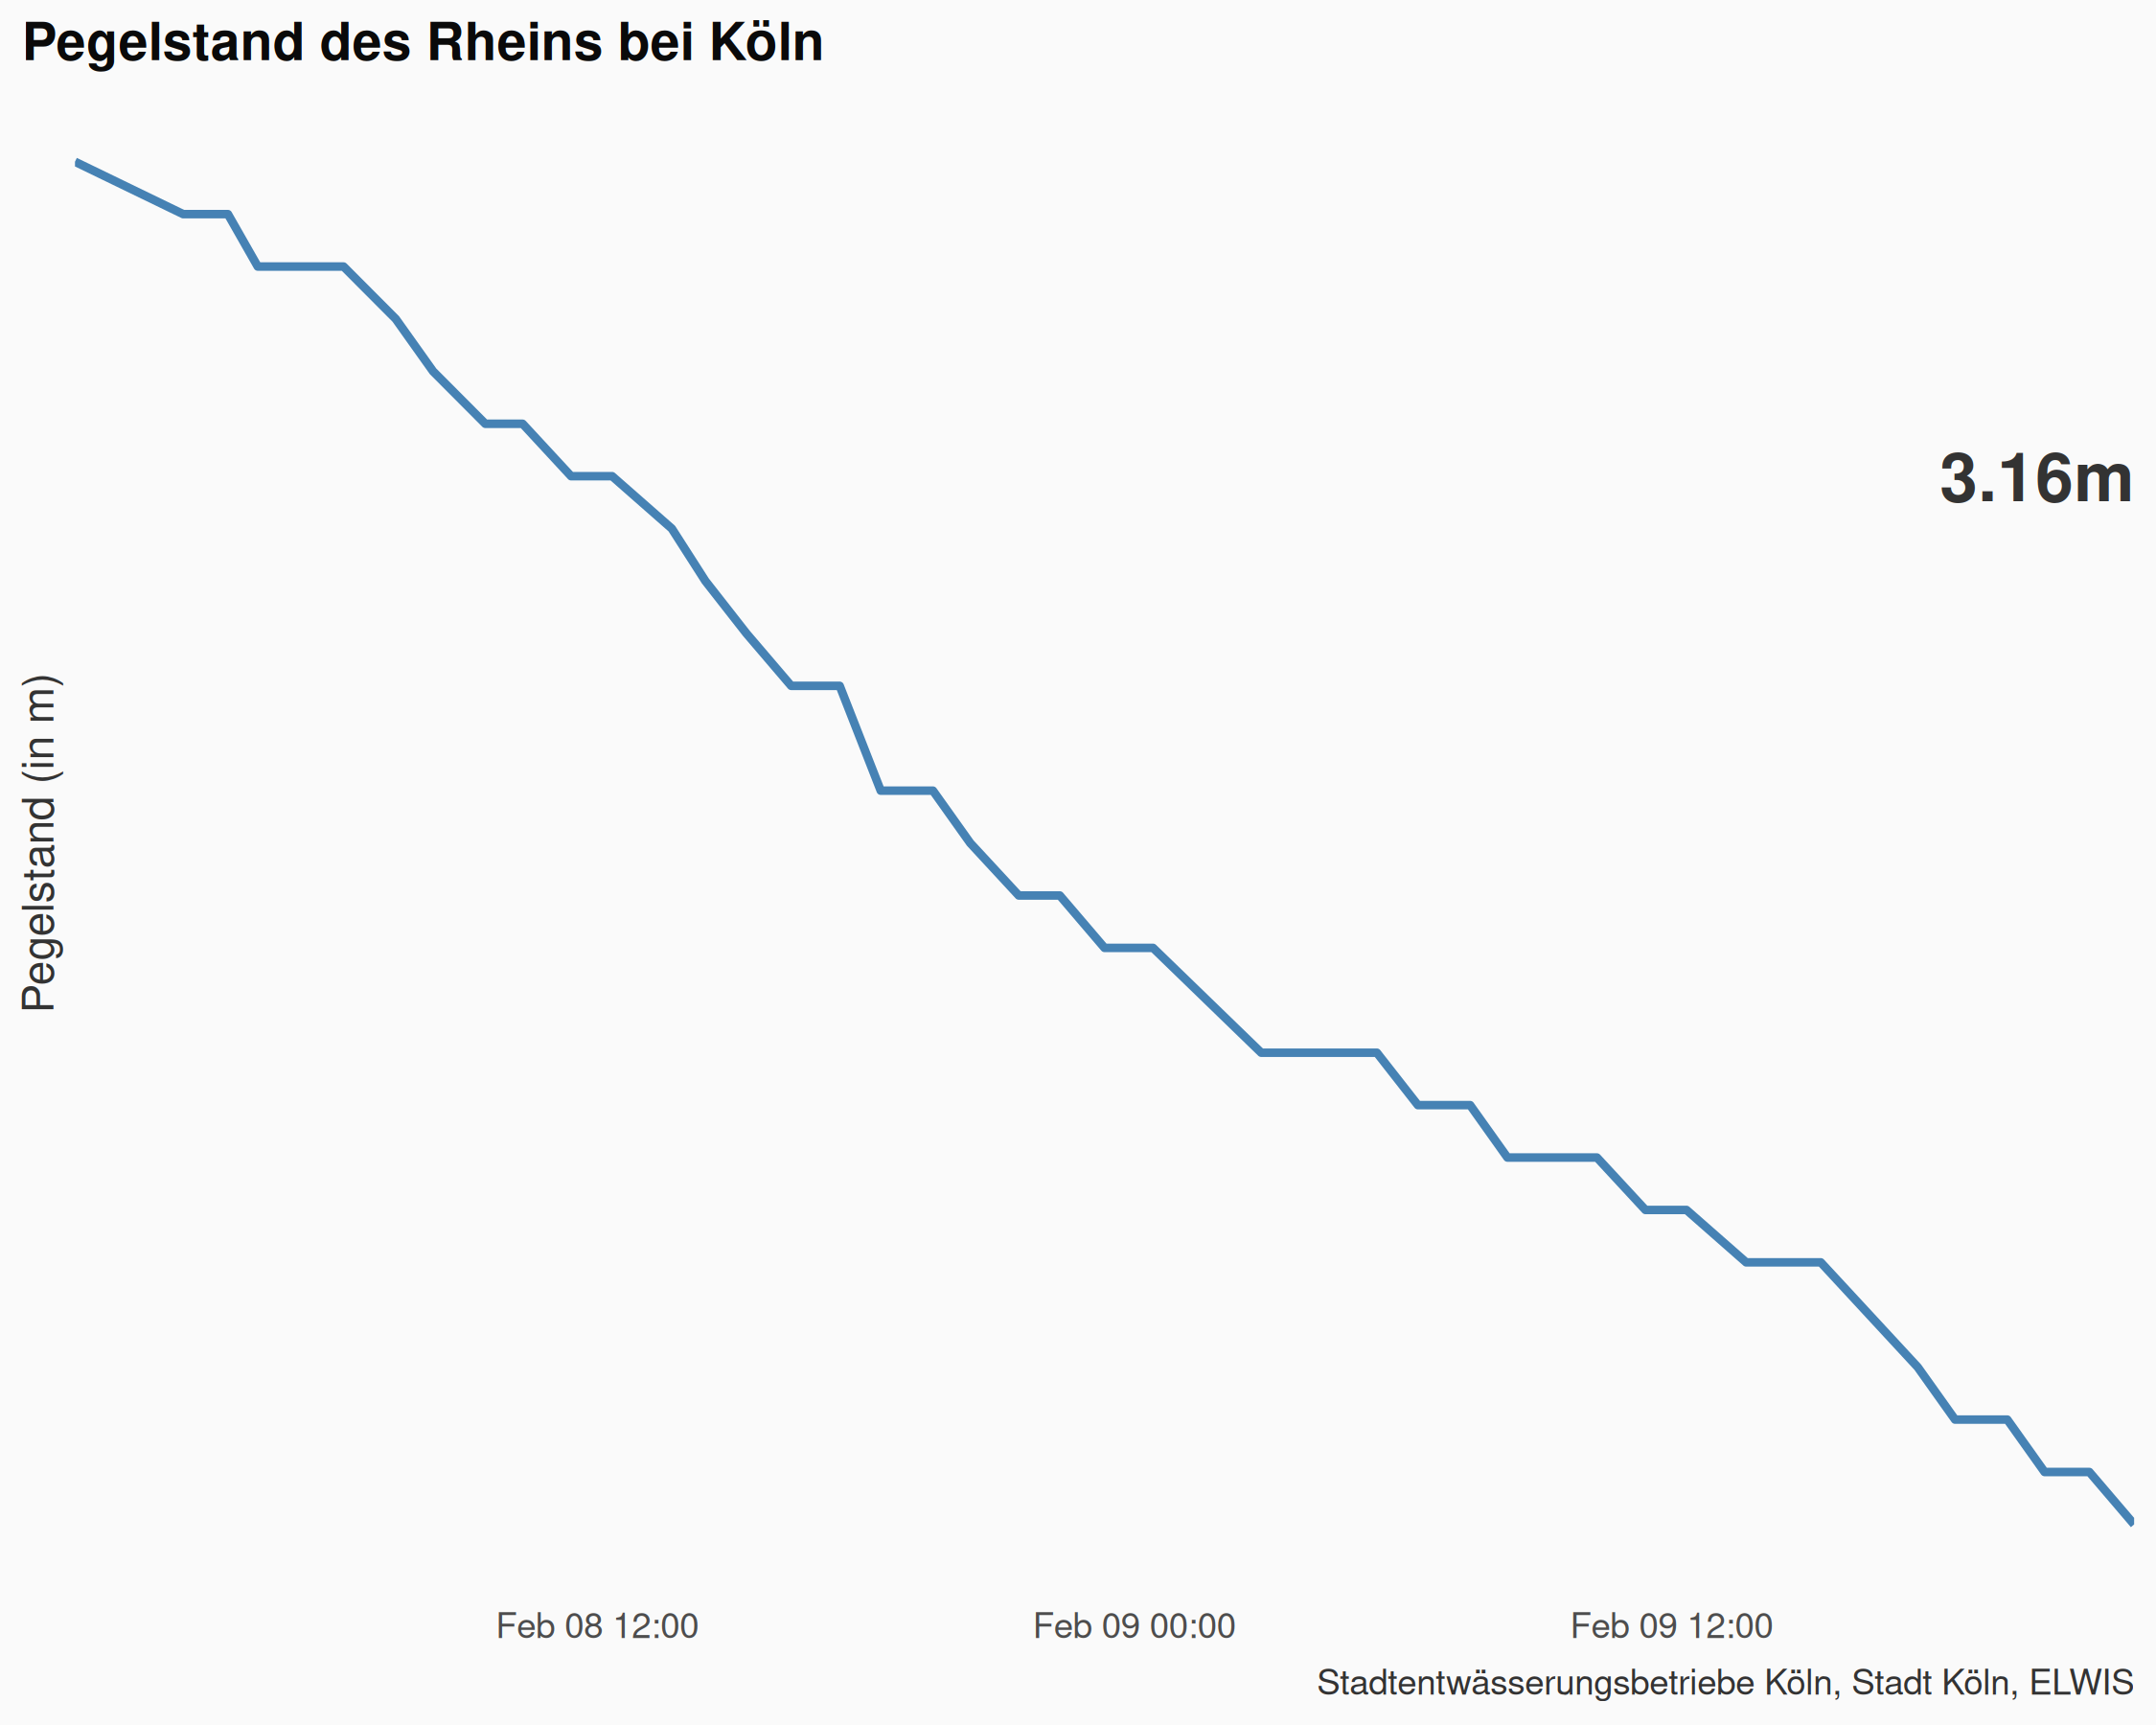 Pegelstand des Rheins bei Köln
3.16m
Pegelstand (in m)
Feb 08 12:00
Feb 09 00:00
Feb 09 12:00
Stadtentwässerungsbetriebe Köln, Stadt Köln, ELWIS